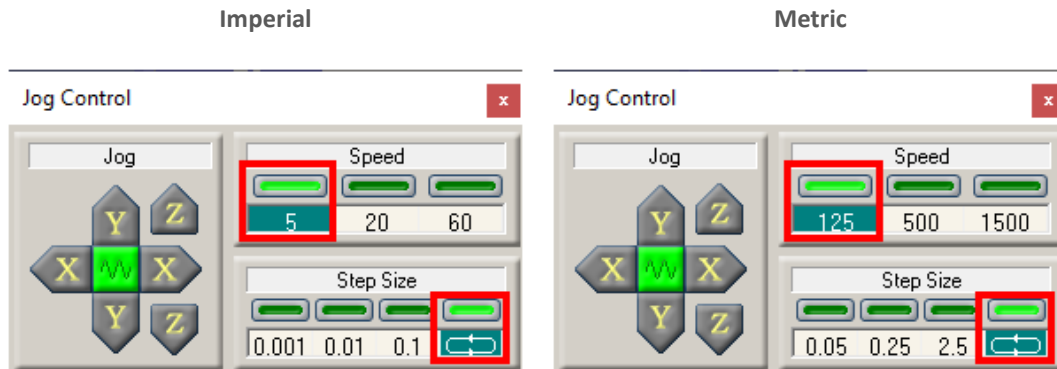 Imperial
Metric
Jog Control
x
Jog
Speed
Y
Z
5 20 60
X
X
Step Size
Y
Z
0.001 0.01 0.1
Jog Control
x
Jog
Speed
Y
Z
125 500 1500
X
X
Step Size
Y
Z
0.05 0.25 2.5